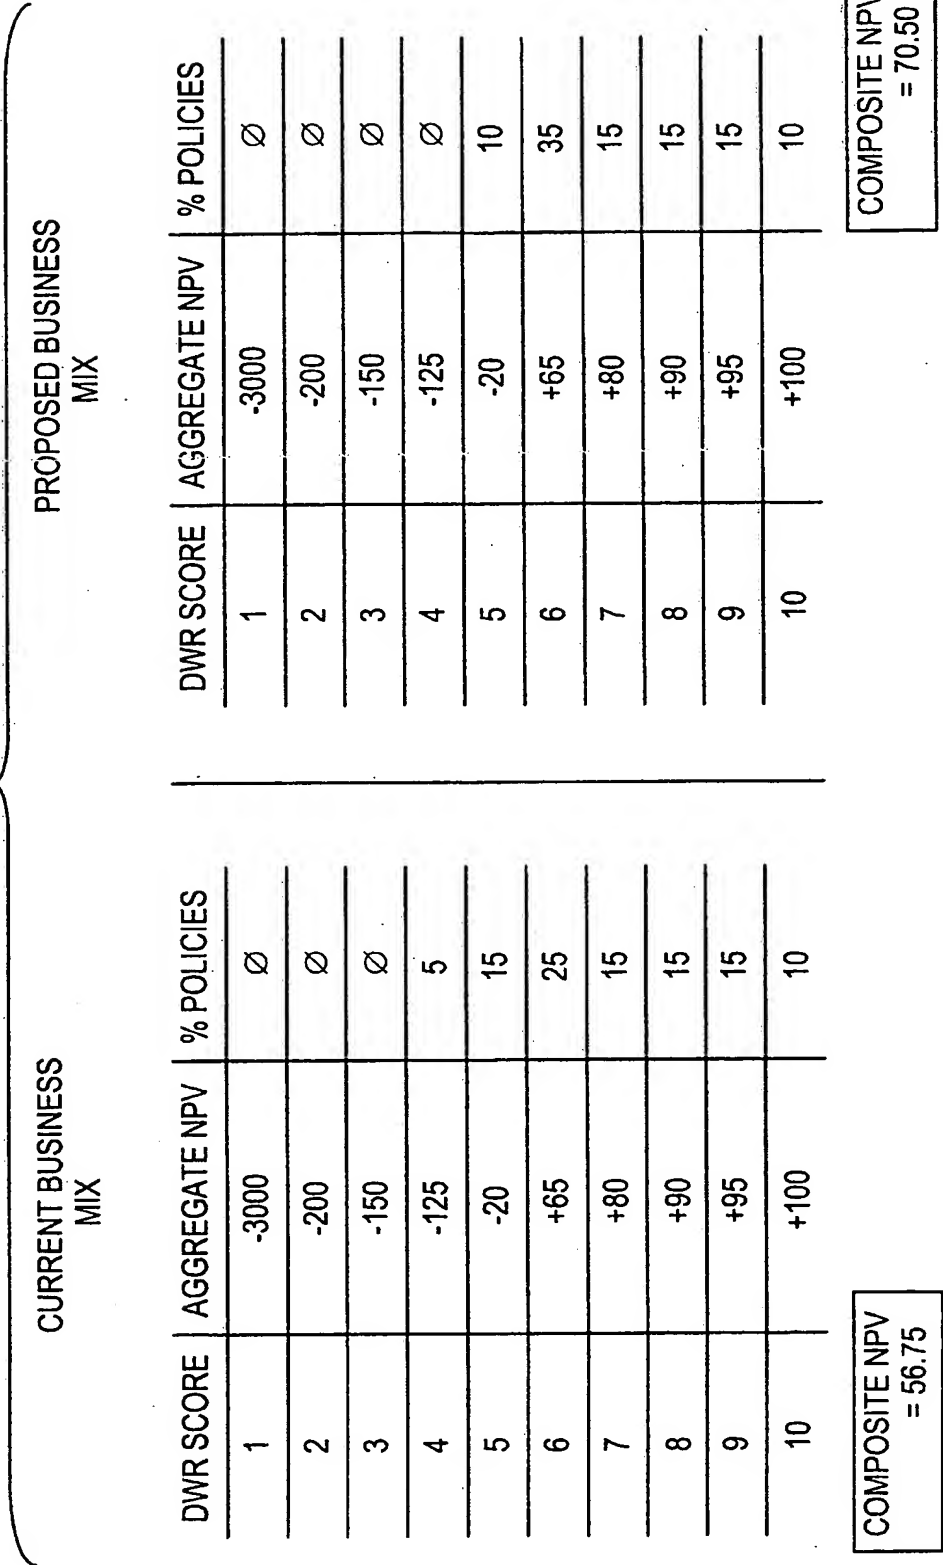 CURRENT BUSINESS
MIX
DWR SCORE AGGREGATE NPV % POLICIES
1 -3000 Ø
2 -200 Ø
3 -150 Ø
4 -125 5
5 -20 15
6 +65 25
7 +80 15
8 +90 15
9 +95 15
10 +100 10
COMPOSITE NPV
= 56.75
PROPOSED BUSINESS
MIX
DWR SCORE AGGREGATE NPV % POLICIES
1 -3000 Ø
2 -200 Ø
3 -150 Ø
4 -125 Ø
5 -20 10
6 +65 35
7 +80 15
8 +90 15
9 +95 15
10 +100 10
COMPOSITE NPV
= 70.50